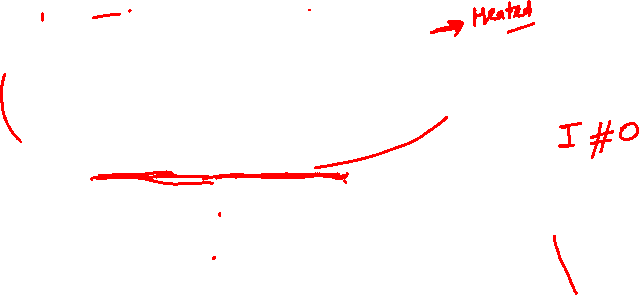 → Heated
I # 0